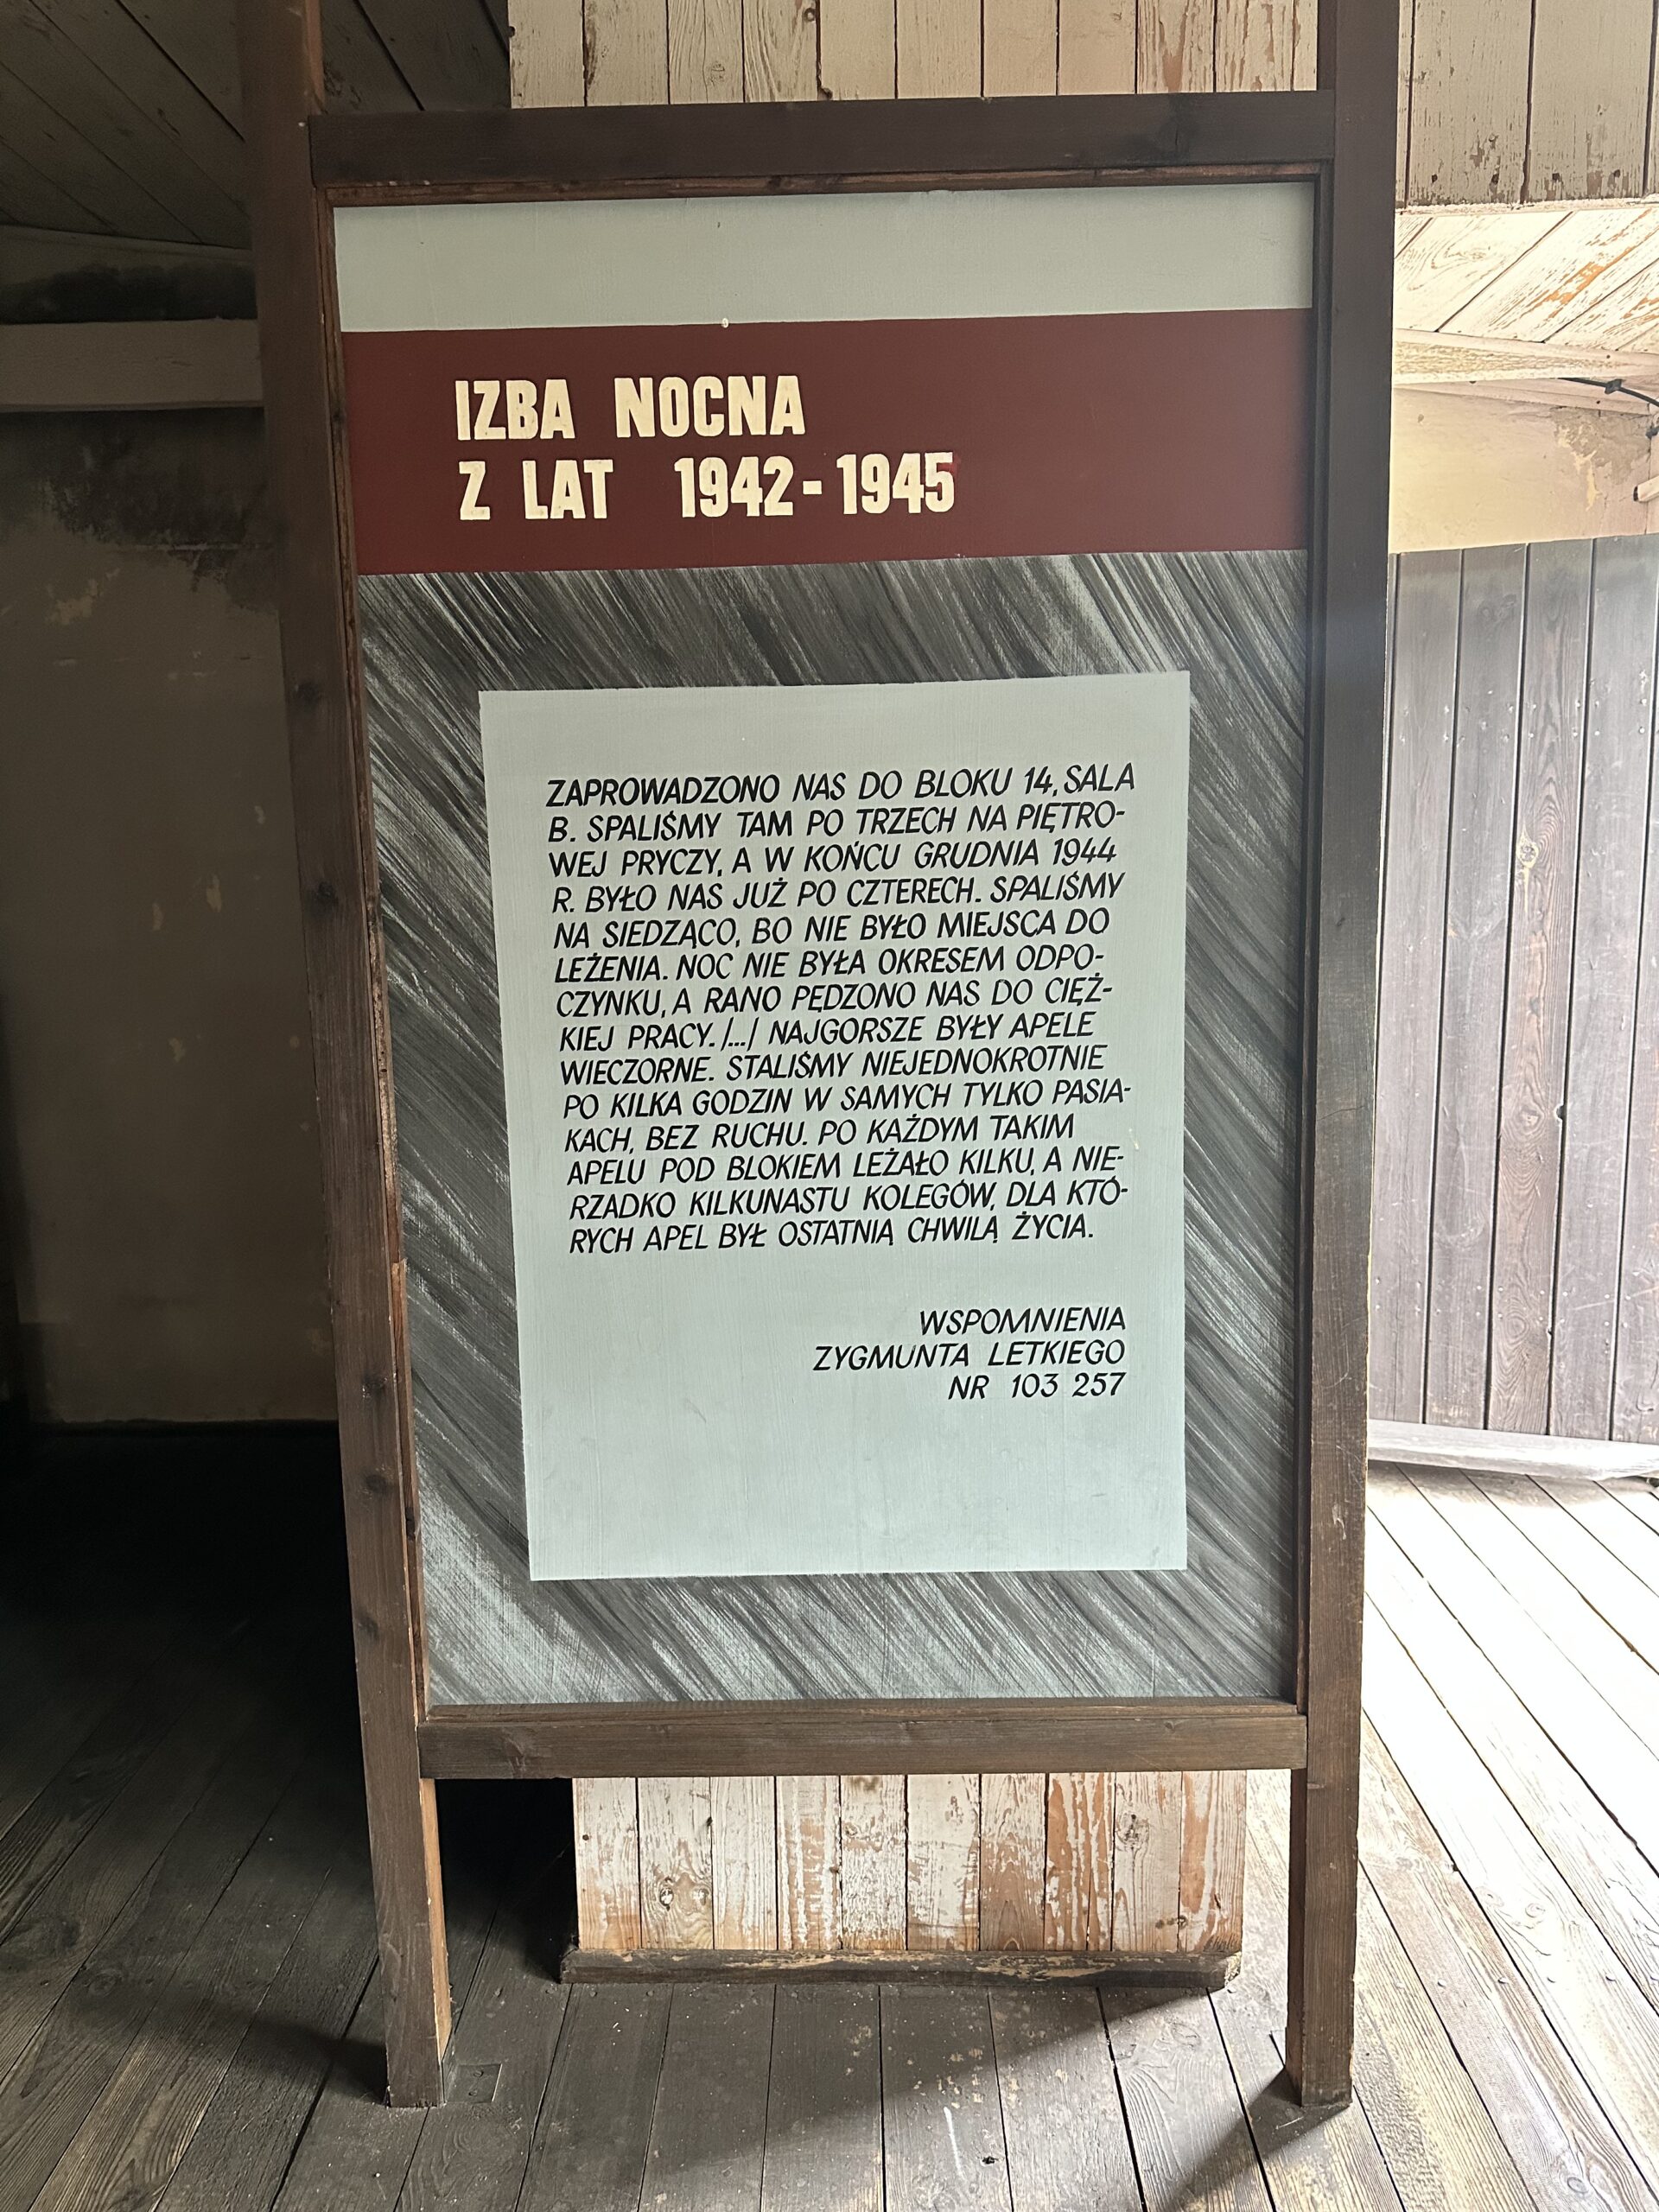 IZBA NOCNA
Z LAT 1942-1945
ZAPROWADZONO NAS DO BLOKU 14, SALA
B. SPALIŚMY TAM PO TRZECH NA PIĘTRO-
WEJ PRYCZY, A W KOŃCU GRUDNIA 1944
R. BYŁO NAS JUŻ PO CZTERECH. SPALIŚMY
NA SIEDZĄCO, BO NIE BYŁO MIEJSCA DO
LEŻENIA. NOC NIE BYŁA OKRESEM ODPO-
CZYNKU, A RANO PĘDZONO NAS DO CIĘŻ-
KIEJ PRACY. /.../ NAJGORSZE BYŁY APELE
WIECZORNE. STALIŚMY NIEJEDNOKROTNIE
PO KILKA GODZIN W SAMYCH TYLKO PASIA-
KACH, BEZ RUCHU. PO KAŻDYM TAKIM
APELU POD BLOKIEM LEŻAŁO KILKU, A NIE-
RZADKO KILKUNASTU KOLEGÓW, DLA KTÓ-
RYCH APEL BYŁ OSTATNIĄ CHWILĄ ŻYCIA.
WSPOMNIENIA
ZYGMUNTA LETKIEGO
NR 103 257